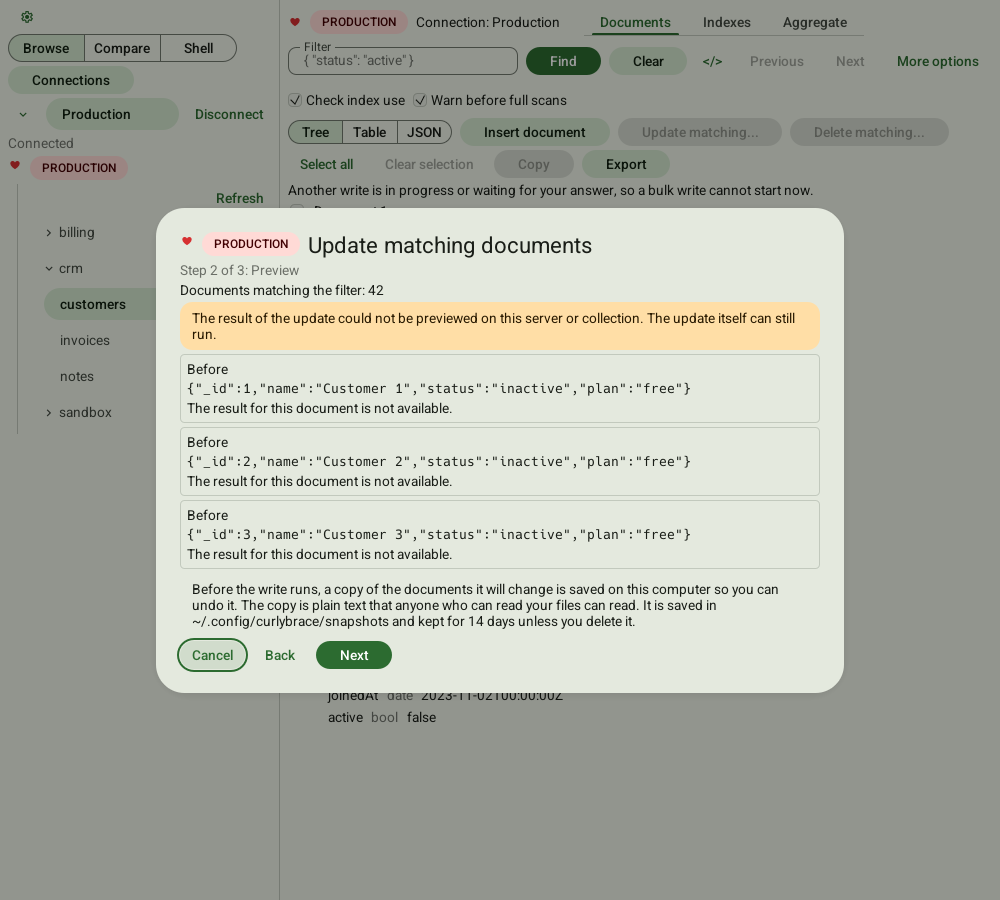 Browse Compare Shell
Connections
Production Disconnect
Connected
PRODUCTION
Refresh
billing
crm
customers
invoices
notes
sandbox
PRODUCTION Connection: Production Documents Indexes Aggregate
Filter
{ "status": "active" } Find Clear </> Previous Next More options
Check index use Warn before full scans
Tree Table JSON Insert document Update matching... Delete matching...
Select all Clear selection Copy Export
Another write is in progress or waiting for your answer, so a bulk write cannot start now.
PRODUCTION Update matching documents
Step 2 of 3: Preview
Documents matching the filter: 42
The result of the update could not be previewed on this server or collection. The update itself can still
run.
Before
{"_id":1,"name":"Customer 1","status":"inactive","plan":"free"}
The result for this document is not available.
Before
{"_id":2,"name":"Customer 2","status":"inactive","plan":"free"}
The result for this document is not available.
Before
{"_id":3,"name":"Customer 3","status":"inactive","plan":"free"}
The result for this document is not available.
Before the write runs, a copy of the documents it will change is saved on this computer so you can
undo it. The copy is plain text that anyone who can read your files can read. It is saved in
~/.config/curlybrace/snapshots and kept for 14 days unless you delete it.
Cancel Back Next
joinedAt date 2023-11-02T00:00:00Z
active bool false